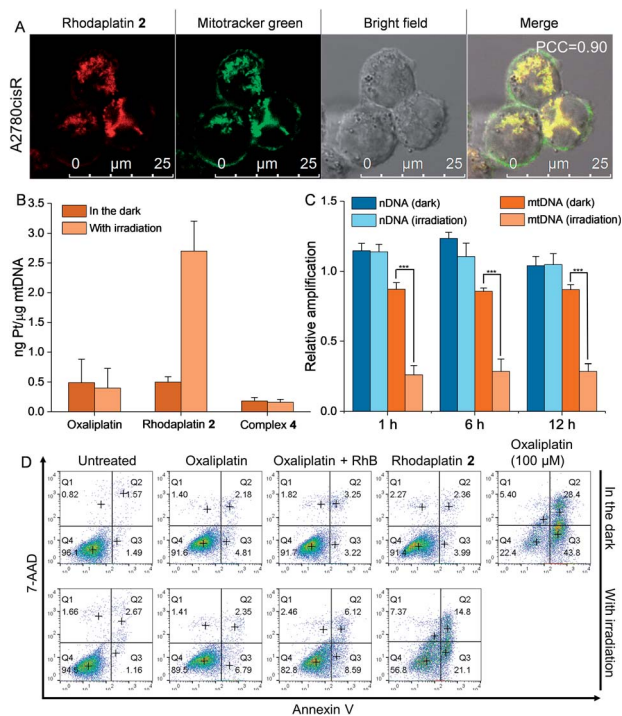 A
Rhodaplatin 2
Mitotracker green
Bright field
Merge
A2780cisR
PCC=0.90
0 µm 25
0 µm 25
0 µm 25
0 µm 25
B
In the dark
With irradiation
ng Pt/µg mtDNA
3.5
3.0
2.5
2.0
1.5
1.0
0.5
0.0
Oxaliplatin
Rhodaplatin 2
Complex 4
C
nDNA (dark)
mtDNA (dark)
nDNA (irradiation)
mtDNA (irradiation)
Relative amplification
1.5
1.0
0.5
0.0
***
***
***
1 h
6 h
12 h
D
Untreated
Oxaliplatin
Oxaliplatin + RhB
Rhodaplatin 2
Oxaliplatin
(100 µM)
Q1 0.82
Q2 1.57
Q4 96.1
Q3 1.49
Q1 1.40
Q2 2.18
Q4 91.6
Q3 4.81
Q1 1.82
Q2 3.25
Q4 91.7
Q3 3.22
Q1 2.27
Q2 2.36
Q4 91.4
Q3 3.99
Q1 5.40
Q2 28.4
Q4 22.4
Q3 43.8
In the dark
Q1 1.66
Q2 2.67
Q4 94.5
Q3 1.16
Q1 1.41
Q2 2.35
Q4 89.5
Q3 6.79
Q1 2.46
Q2 6.12
Q4 82.8
Q3 8.59
Q1 7.37
Q2 14.8
Q4 56.8
Q3 21.1
With irradiation
7-AAD
Annexin V